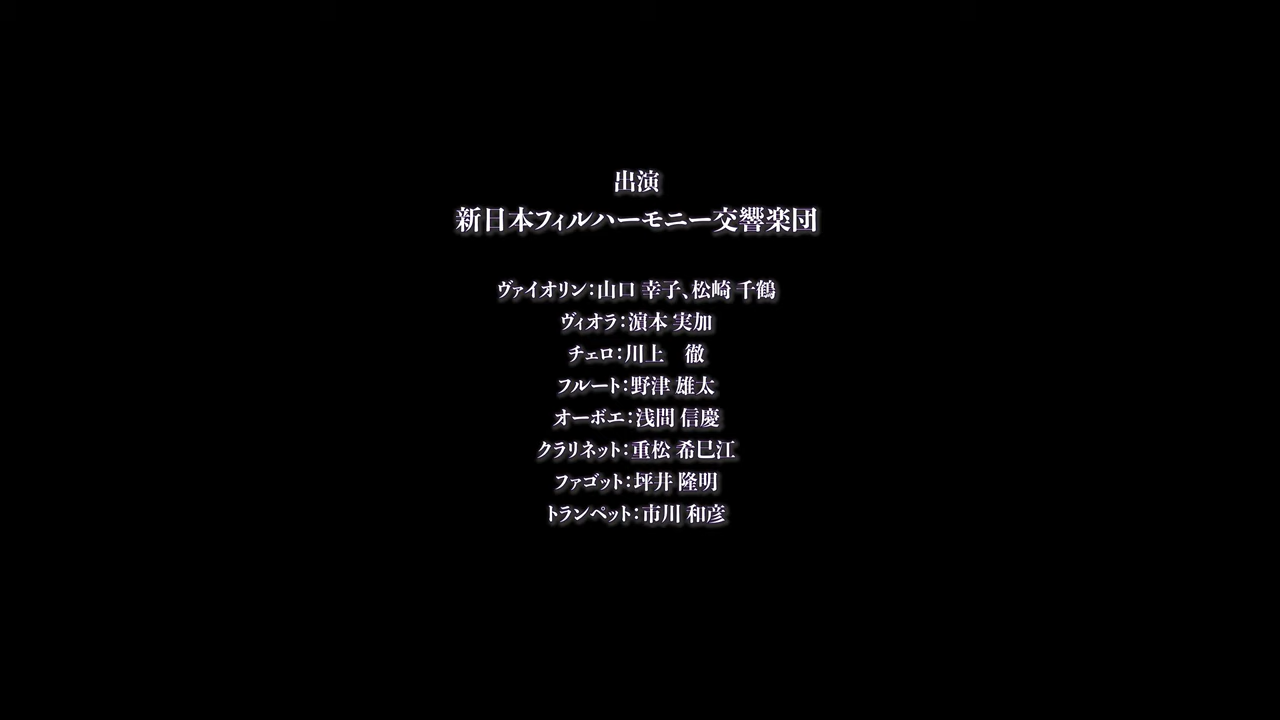 出演
新日本フィルハーモニー交響楽団
ヴァイオリン：山口 幸子、松崎 千鶴
ヴィオラ：濵本 実加
チェロ：川上　徹
フルート：野津 雄太
オーボエ：浅間 信慶
クラリネット：重松 希巳江
ファゴット：坪井 隆明
トランペット：市川 和彦